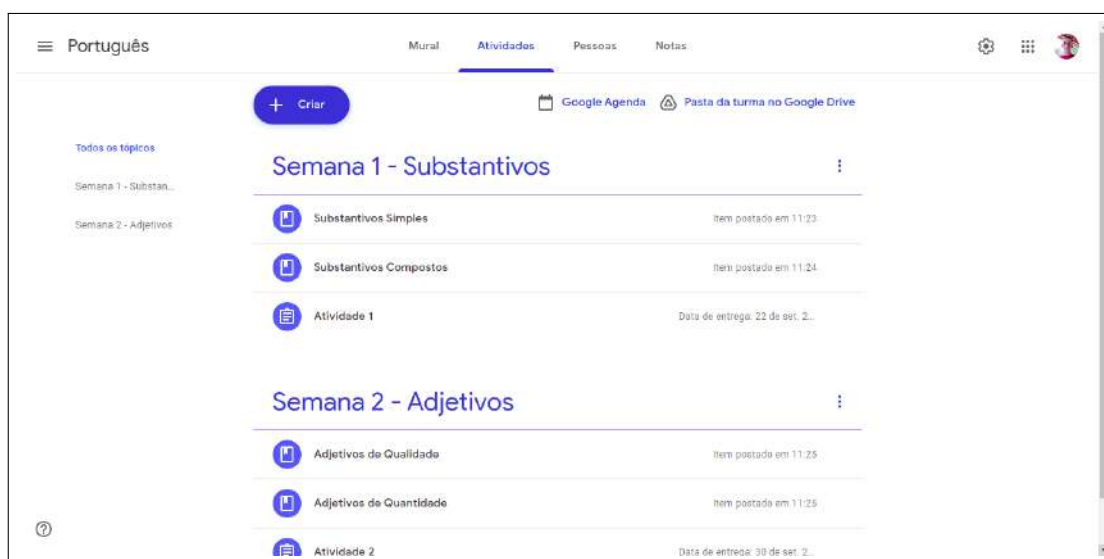 Português
Mural Atividades Pessoas Notas
Criar
Google Agenda Pasta da turma no Google Drive
Todos os tópicos
Semana 1 - Substan...
Semana 2 - Adjetivos
Semana 1 - Substantivos
Substantivos Simples Item postado em 11:23
Substantivos Compostos Item postado em 11:24
Atividade 1 Data de entrega: 22 de set. 2...
Semana 2 - Adjetivos
Adjetivos de Qualidade Item postado em 11:25
Adjetivos de Quantidade Item postado em 11:25
Atividade 2 Data de entrega: 30 de set. 2...